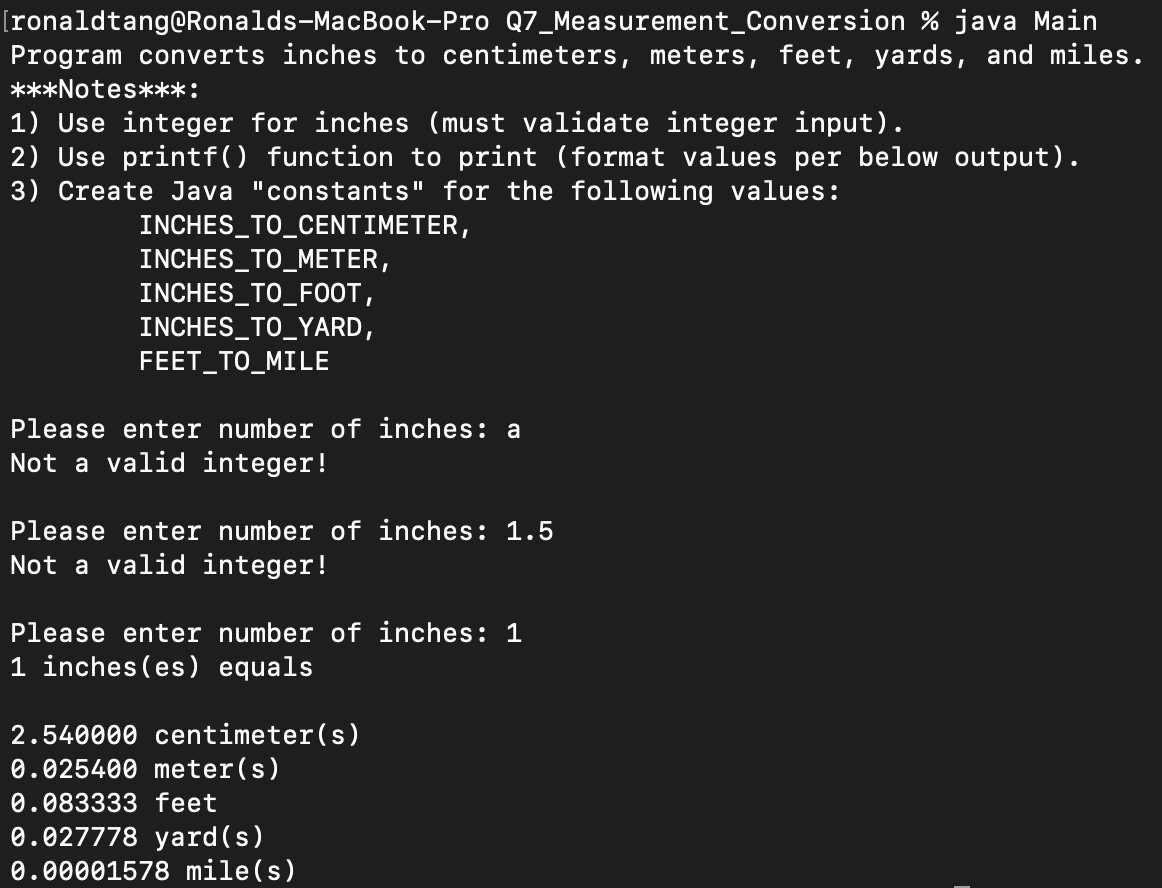 [ronaldtang@Ronalds-MacBook-Pro Q7_Measurement_Conversion % java Main
Program converts inches to centimeters, meters, feet, yards, and miles.
***Notes***:
1) Use integer for inches (must validate integer input).
2) Use printf() function to print (format values per below output).
3) Create Java "constants" for the following values:
INCHES_TO_CENTIMETER,
INCHES_TO_METER,
INCHES_TO_FOOT,
INCHES_TO_YARD,
FEET_TO_MILE
Please enter number of inches: a
Not a valid integer!
Please enter number of inches: 1.5
Not a valid integer!
Please enter number of inches: 1
1 inches(es) equals
2.540000 centimeter(s)
0.025400 meter(s)
0.083333 feet
0.027778 yard(s)
0.00001578 mile(s)